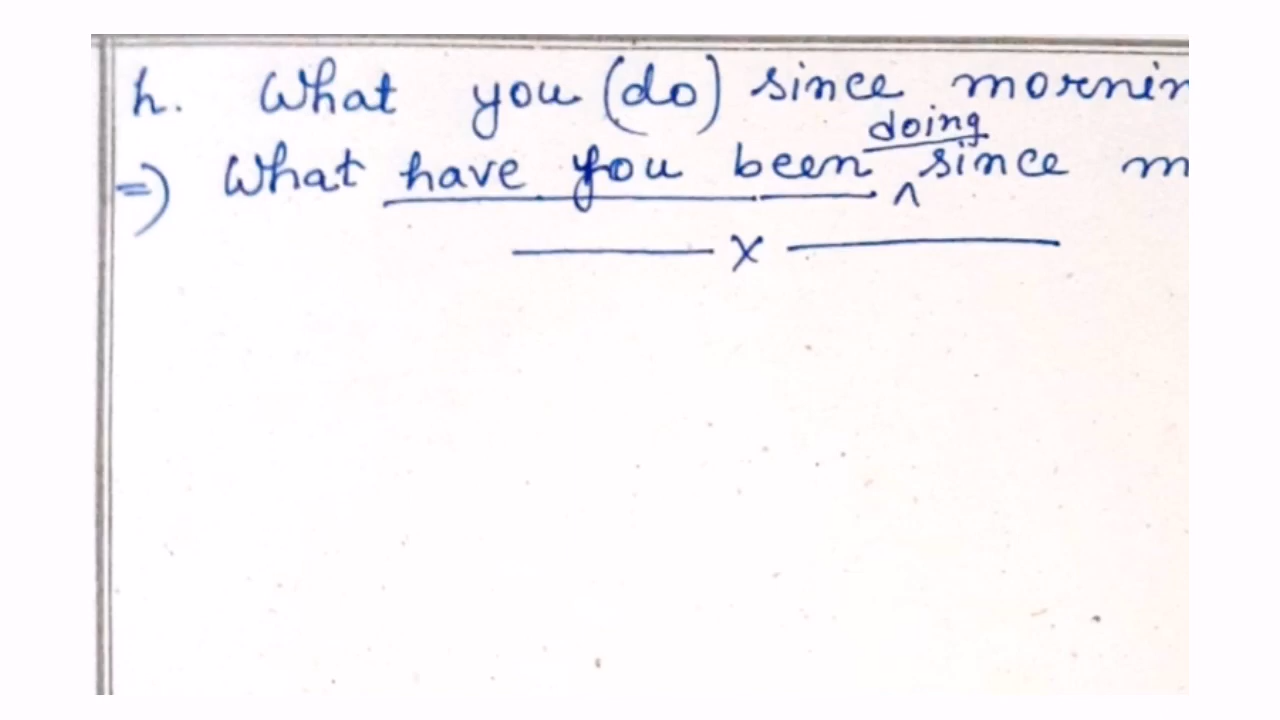 h. What you (do) since mornin
doing
=) What have you been ^ since m
x